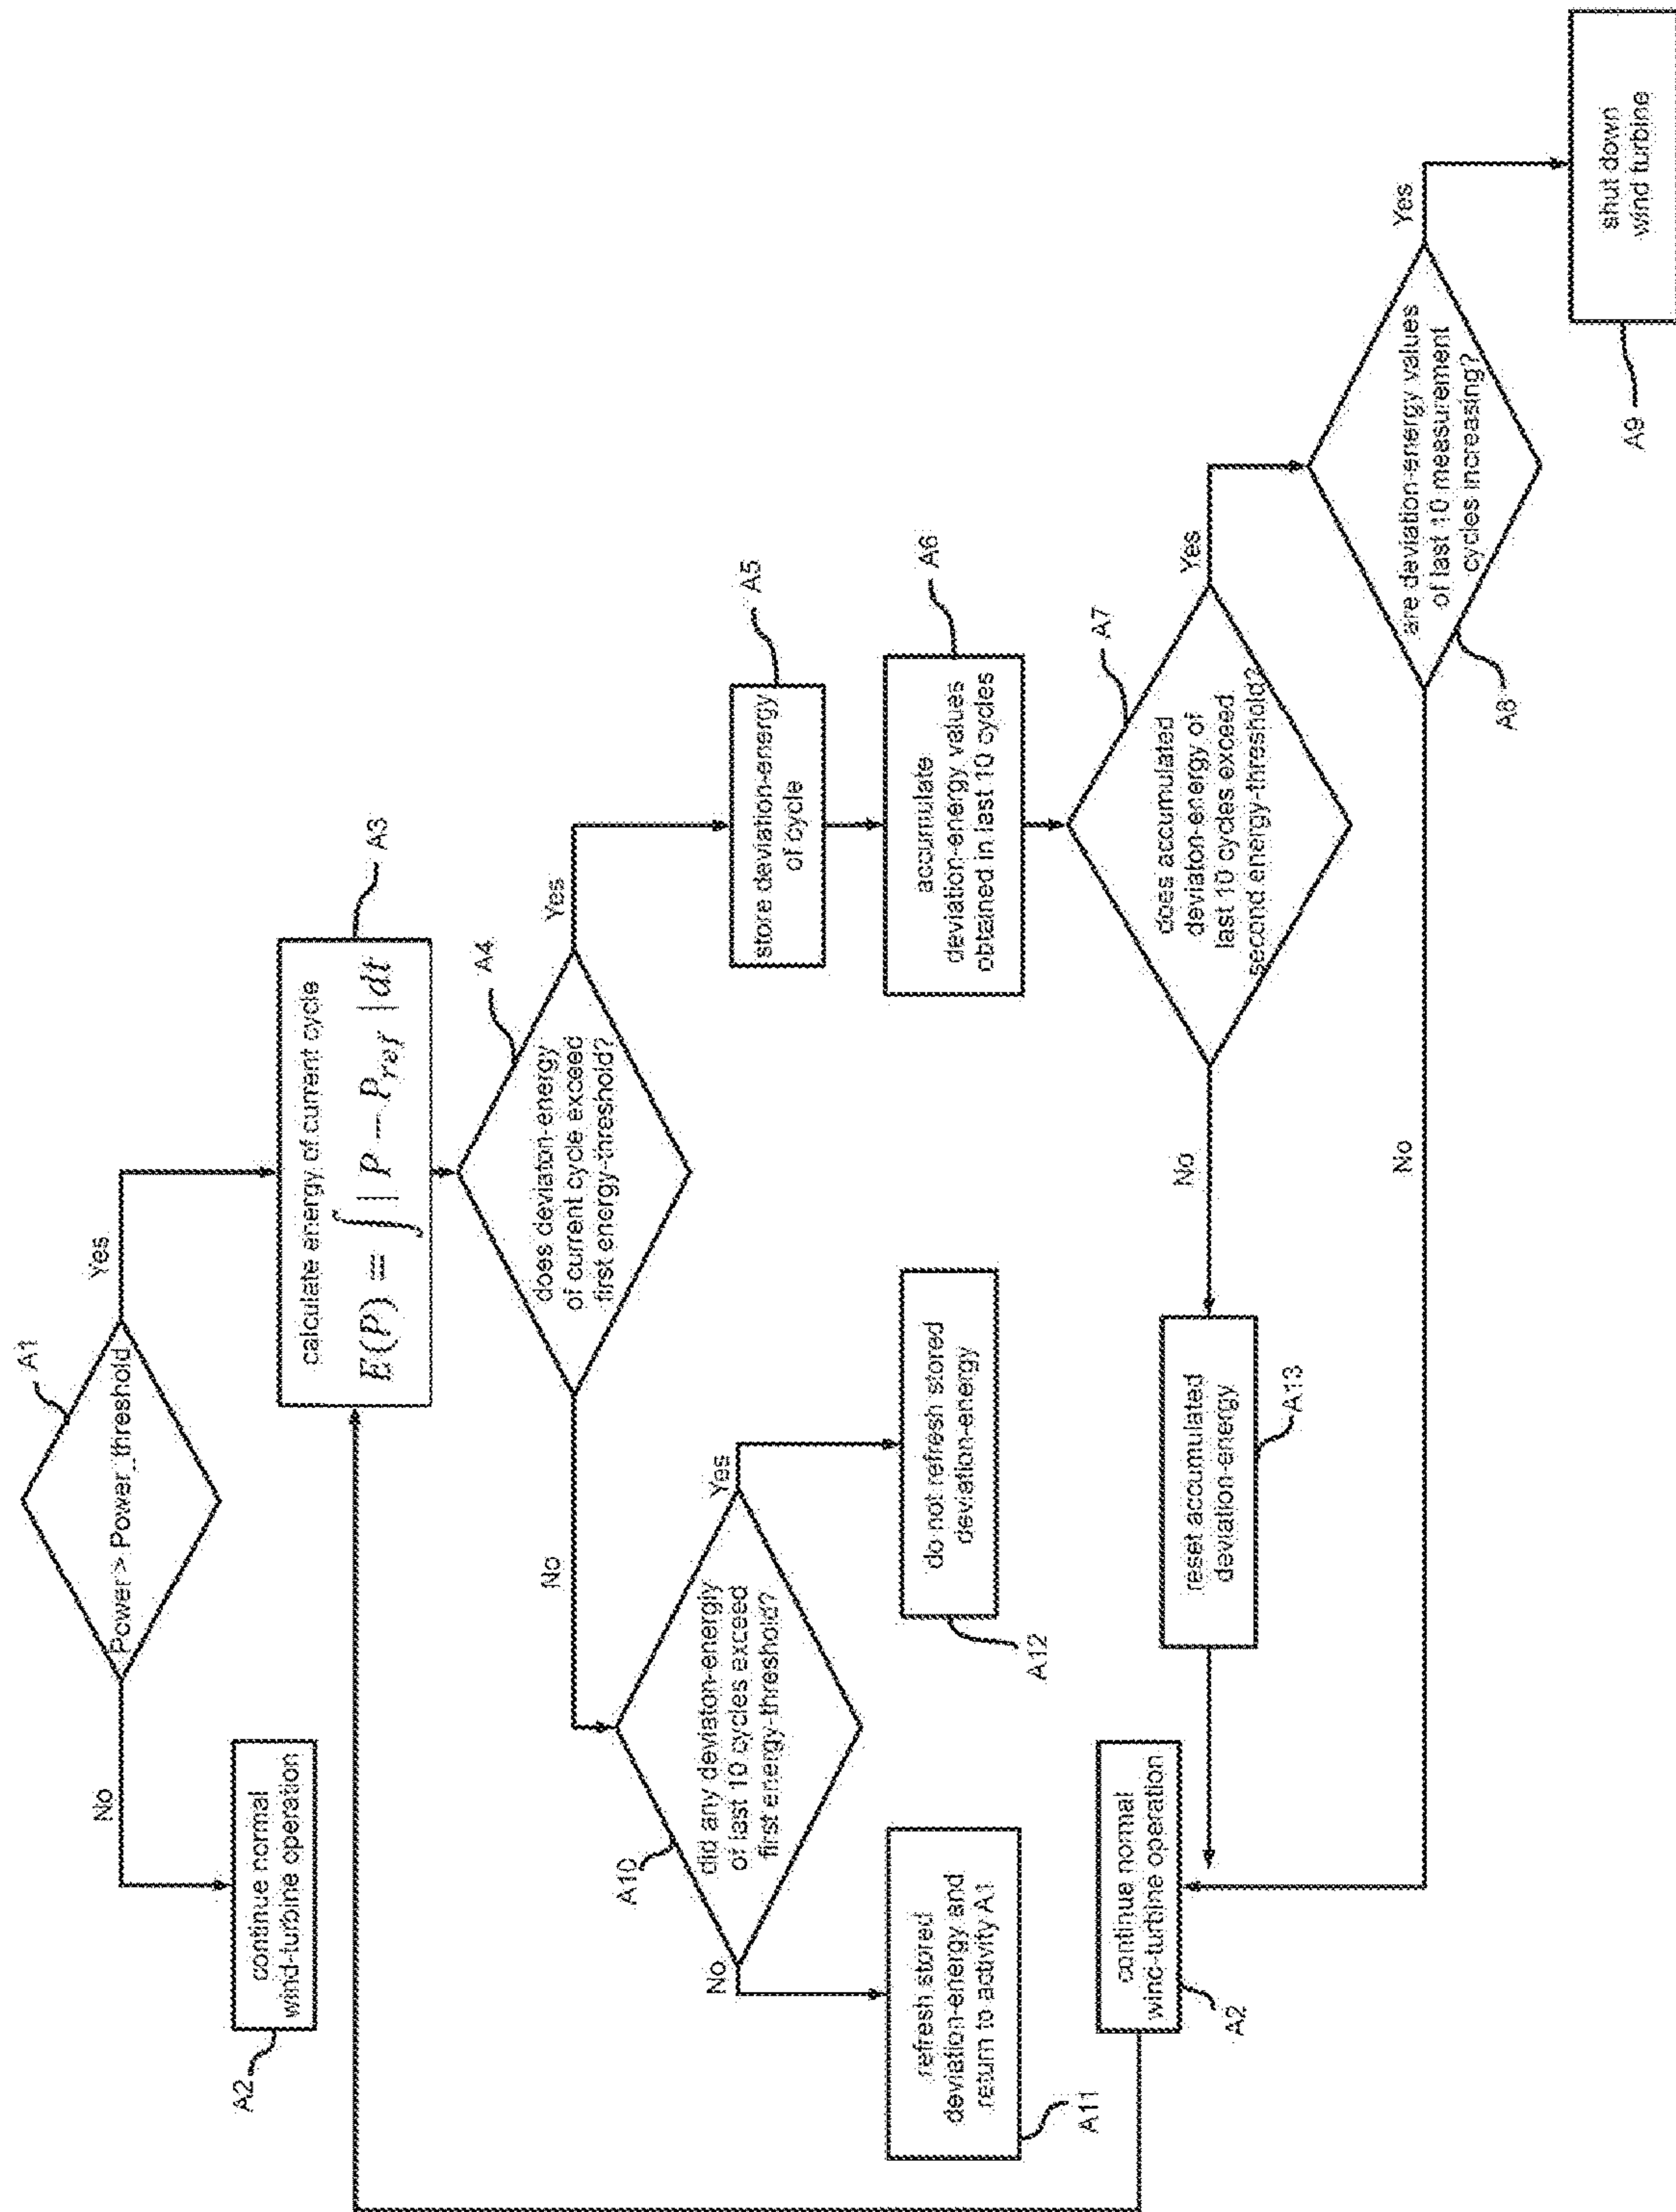 A1
Power > Power_threshold
No
Yes
A2
continue normal
wind-turbine operation
calculate energy of current cycle
E(P) = ∫ | P − P_ref | dt
A3
A4
does deviaton-energy
of current cycle exceed
first energy-threshold?
No
Yes
A10
did any deviaton-energiy
of last 10 cycles exceed
first energy-threshold?
No
Yes
store deviation-energy
of cycle
A5
refresh stored
deviation-energy and
return to activity A1
A11
do not refresh stored
deviation-energy
A12
accumulate
deviation-energy values
obtained in last 10 cycles
A6
A7
does accumulated
deviaton-energy of
last 10 cycles exceed
second energy-threshold?
No
Yes
continue normal
wind-turbine operation
A2
reset accumulated
deviation-energy
A13
are deviation-energy values
of last 10 measurement
cycles increasing?
A8
No
Yes
shut down
wind turbine
A9